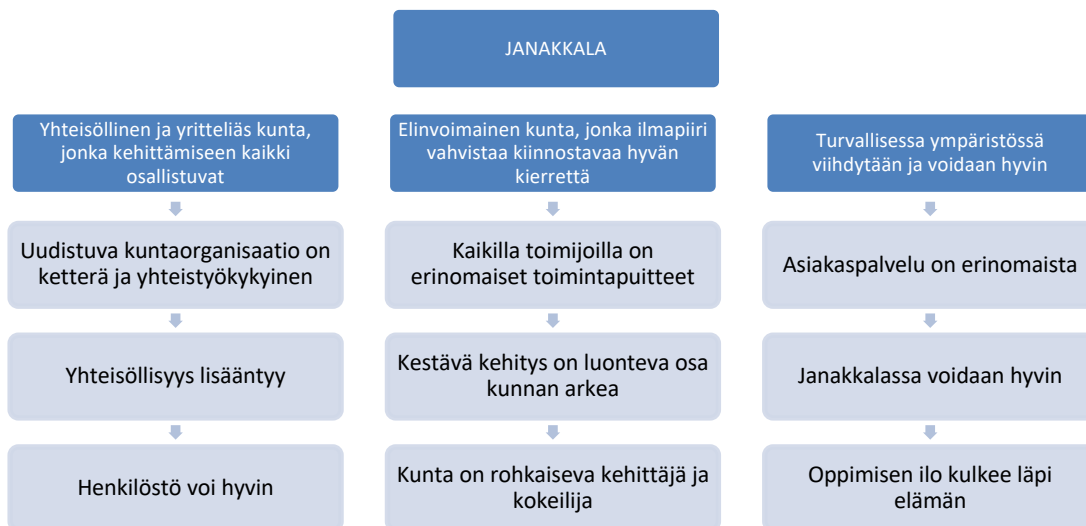 JANAKKALA
Yhteisöllinen ja yritteliäs kunta,
jonka kehittämiseen kaikki
osallistuvat
Uudistuva kuntaorganisaatio on
ketterä ja yhteistyökykyinen
Yhteisöllisyys lisääntyy
Henkilöstö voi hyvin
Elinvoimainen kunta, jonka ilmapiiri
vahvistaa kiinnostavaa hyvän
kierrettä
Kaikilla toimijoilla on
erinomaiset toimintapuitteet
Kestävä kehitys on luonteva osa
kunnan arkea
Kunta on rohkaiseva kehittäjä ja
kokeilija
Turvallisessa ympäristössä
viihdytään ja voidaan hyvin
Asiakaspalvelu on erinomaista
Janakkalassa voidaan hyvin
Oppimisen ilo kulkee läpi
elämän